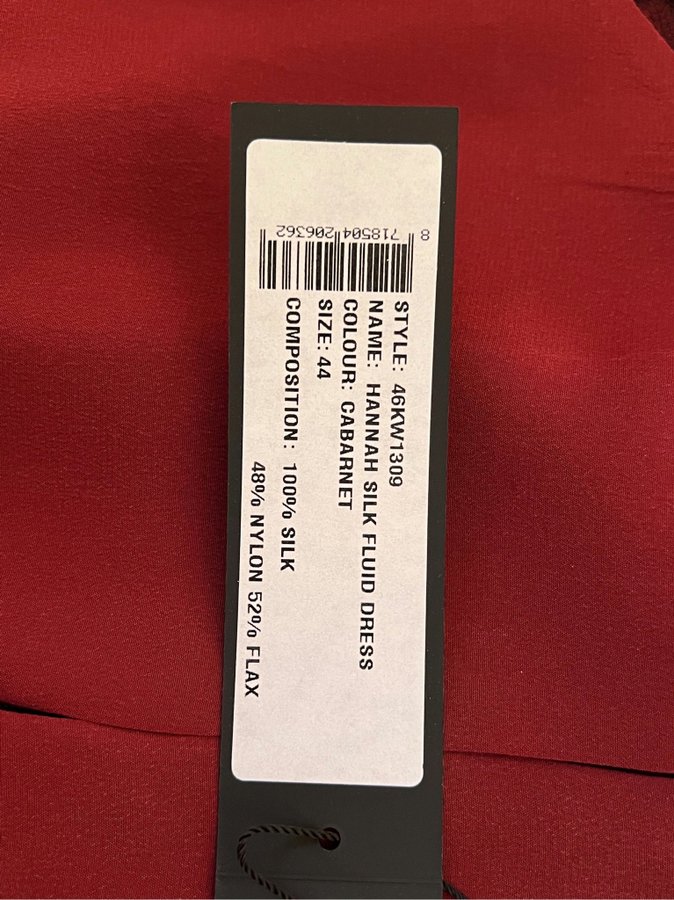 STYLE: 46KW1309
NAME: HANNAH SILK FLUID DRESS
COLOUR: CABARNET
SIZE: 44
COMPOSITION: 100% SILK
48% NYLON 52% FLAX
8 718504 206362